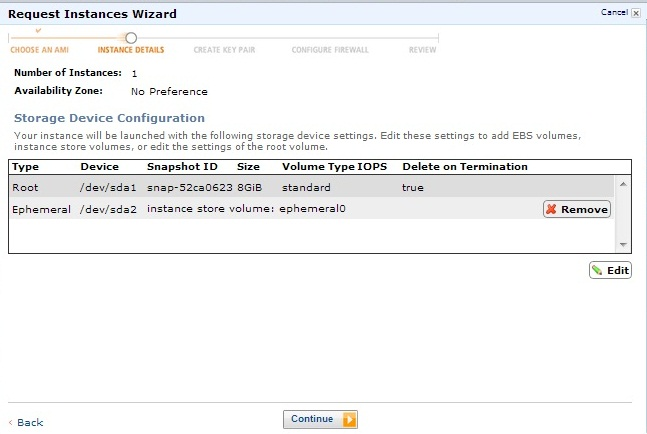 Request Instances Wizard
Cancel
CHOOSE AN AMI INSTANCE DETAILS CREATE KEY PAIR CONFIGURE FIREWALL REVIEW
Number of Instances: 1
Availability Zone: No Preference
Storage Device Configuration
Your instance will be launched with the following storage device settings. Edit these settings to add EBS volumes,
instance store volumes, or edit the settings of the root volume.
Type Device Snapshot ID Size Volume Type IOPS Delete on Termination
Root /dev/sda1 snap-52ca0623 8GiB standard true
Ephemeral /dev/sda2 instance store volume: ephemeral0 Remove
Edit
< Back Continue